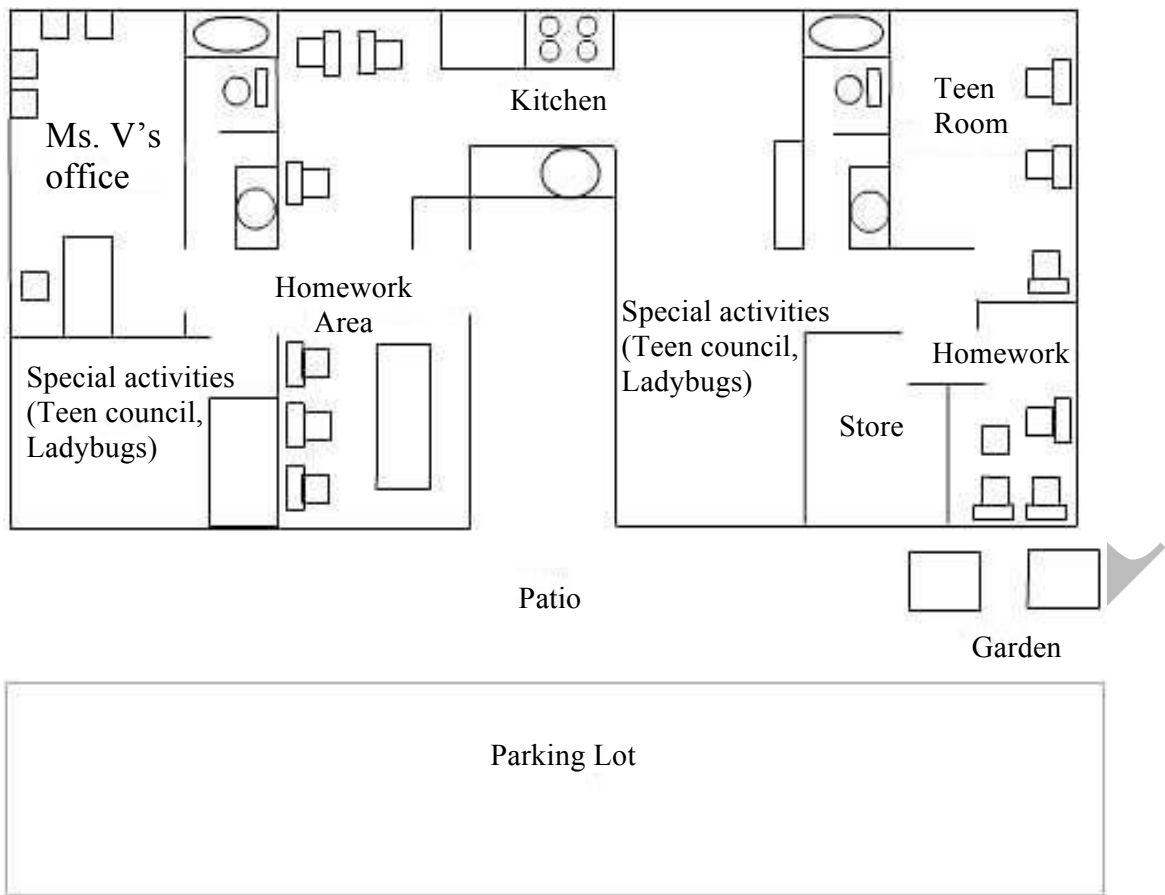 Kitchen
Teen
Room
Ms. V’s
office
Homework
Area
Special activities
(Teen council,
Ladybugs)
Special activities
(Teen council,
Ladybugs)
Homework
Store
Patio
Garden
Parking Lot